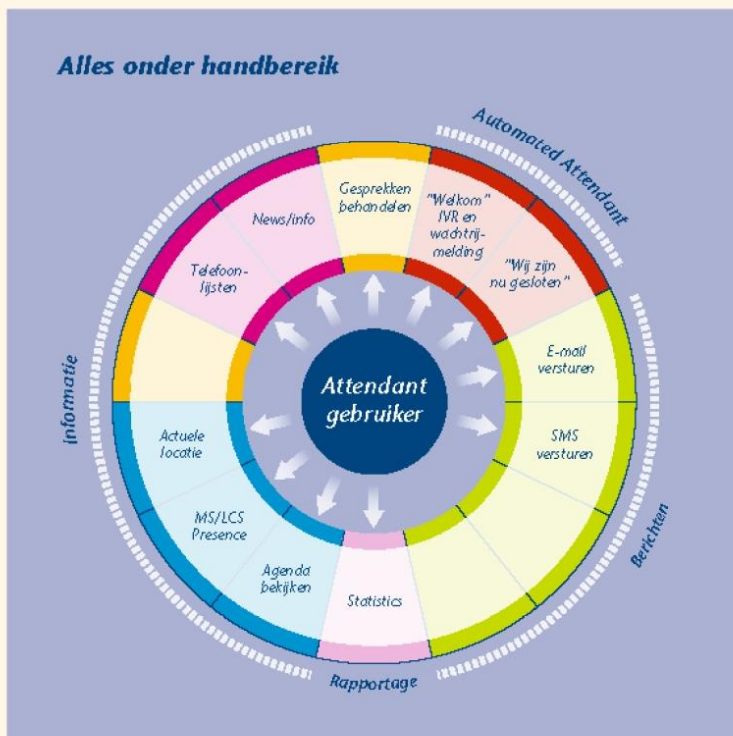 Alles onder handbereik
Automated Attendant
Gesprekken
behandelen
"Welkom"
IVR en
wachtrij-
melding
"Wij zijn
nu gesloten"
News/info
Telefoon-
lijsten
E-mail
versturen
Attendant
gebruiker
Informatie
Actuele
locatie
SMS
versturen
MS/LCS
Presence
Agenda
bekijken
Statistics
Berichten
Rapportage